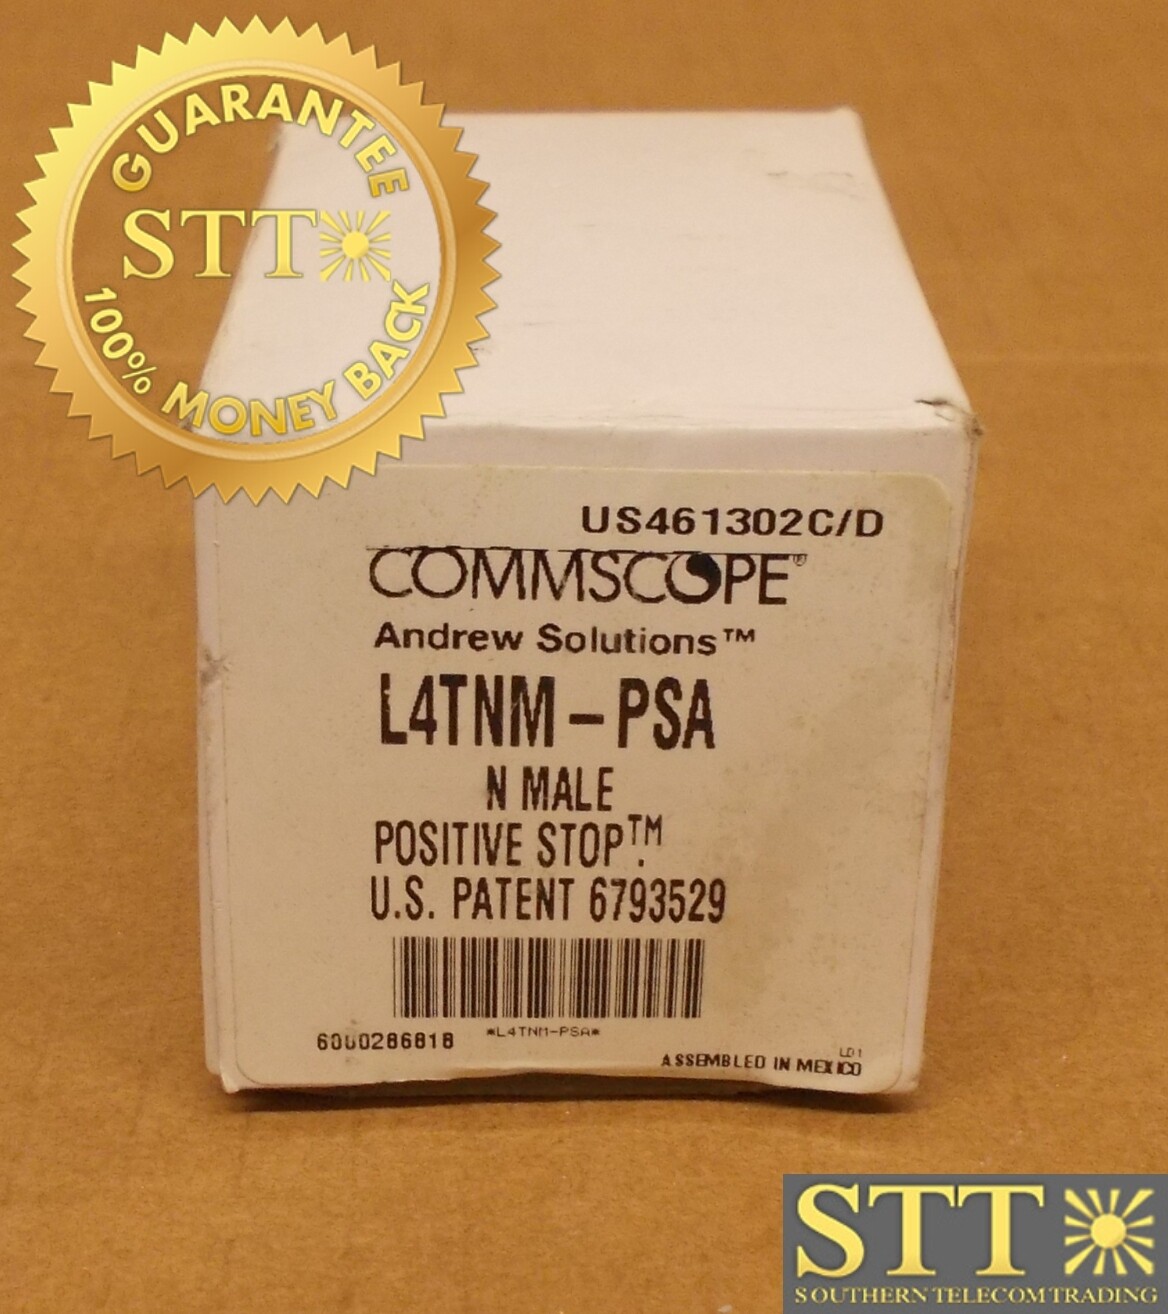 GUARANTEE
STT
100% MONEY BACK
US461302C/D
COMMSCOPE®
Andrew Solutions™
L4TNM-PSA
N MALE
POSITIVE STOP™.
U.S. PATENT 6793529
*L4TNM-PSA*
6000286818
LD1
ASSEMBLED IN MEXICO
STT
SOUTHERN TELECOM TRADING